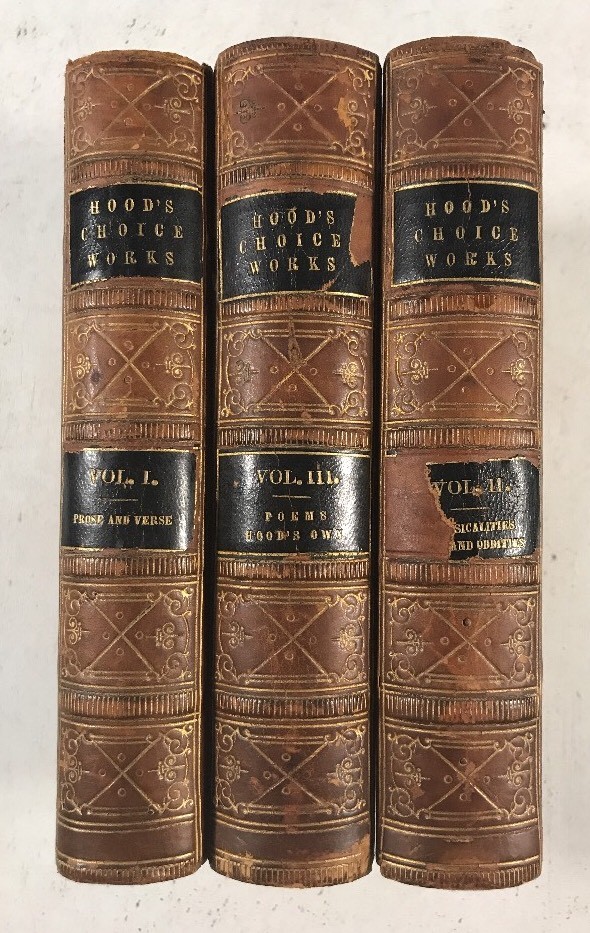 HOOD'S
CHOICE
WORKS
VOL. I.
PROSE AND VERSE
HOOD'S
CHOICE
WORKS
VOL. III.
POEMS
HOOD'S OWN
HOOD'S
CHOICE
WORKS
VOL. II.
SICALITIES
AND ODDITIES